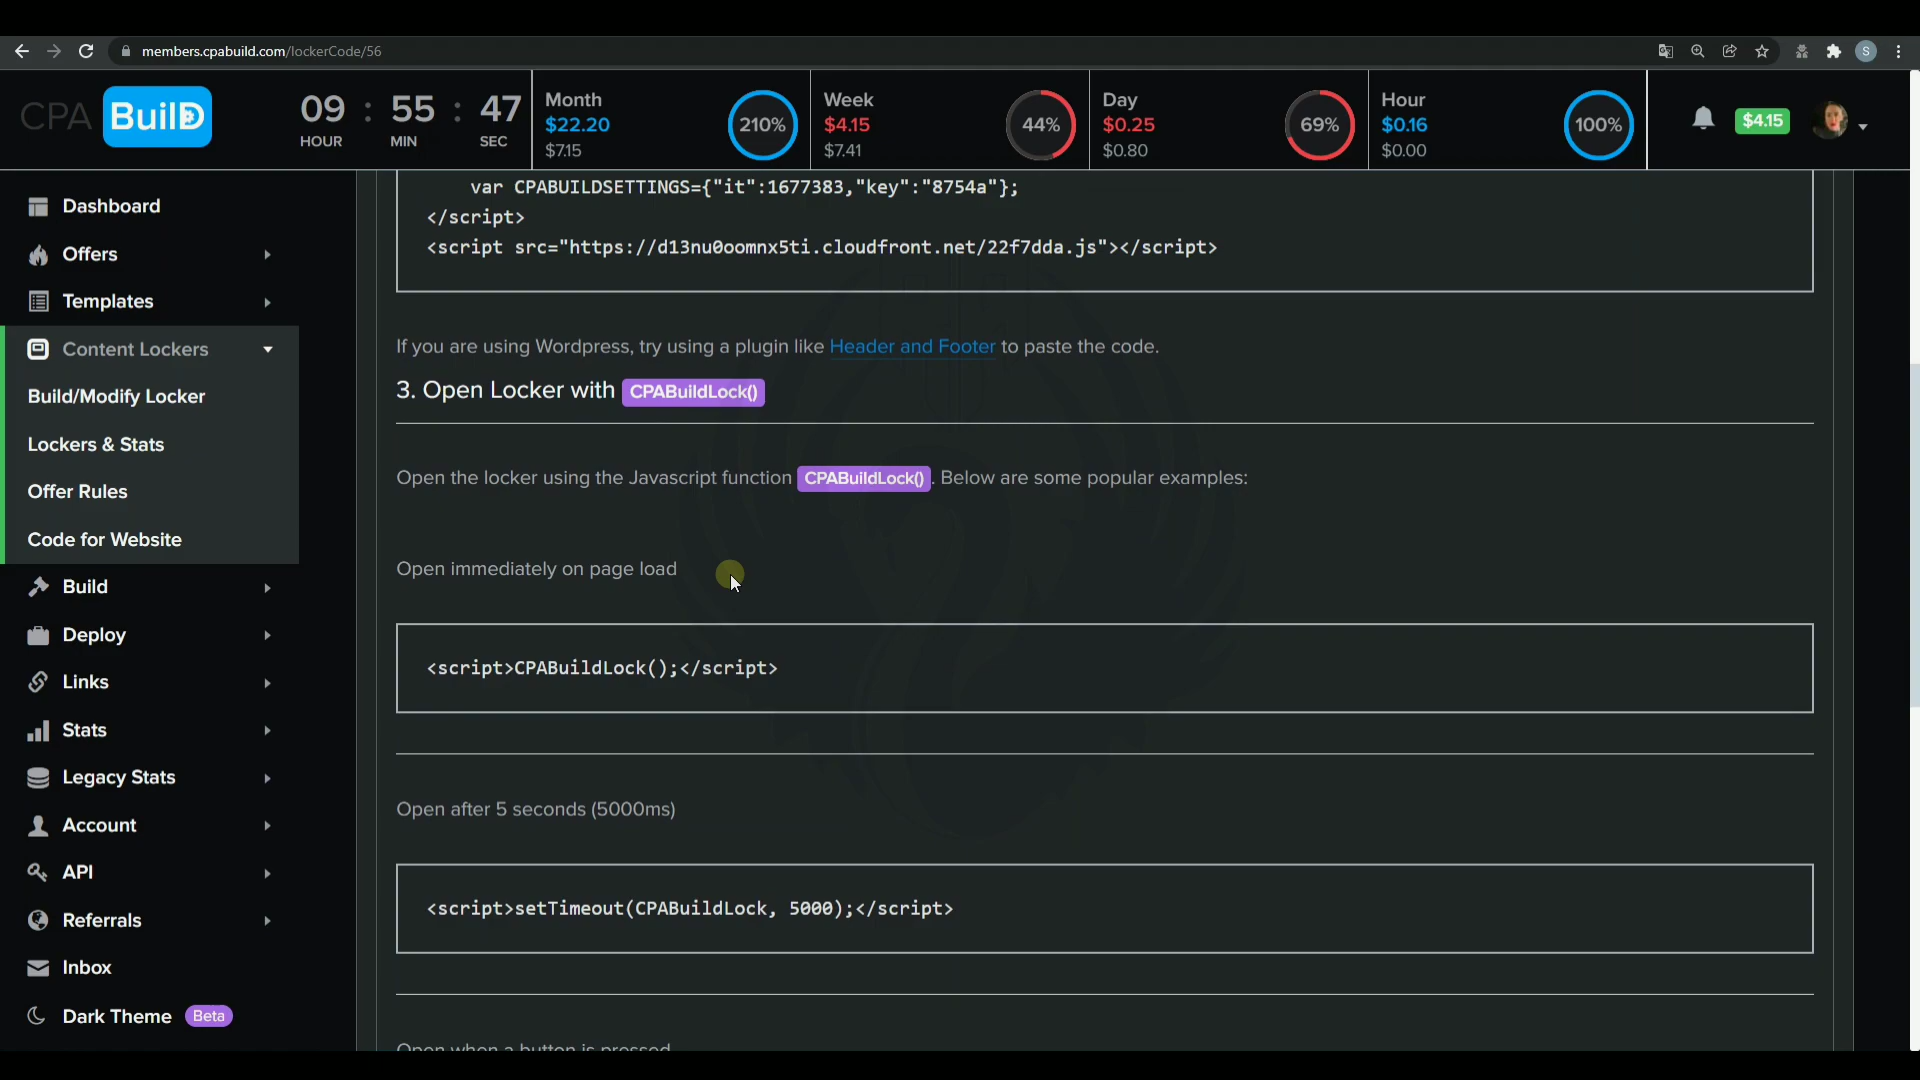 members.cpabuild.com/lockerCode/56
S
CPA BuilD
09 : 55 : 47
HOUR MIN SEC
Month
$22.20
$7.15
210%
Week
$4.15
$7.41
44%
Day
$0.25
$0.80
69%
Hour
$0.16
$0.00
100%
$4.15
Dashboard
Offers
Templates
Content Lockers
Build/Modify Locker
Lockers & Stats
Offer Rules
Code for Website
Build
Deploy
Links
Stats
Legacy Stats
Account
API
Referrals
Inbox
Dark Theme Beta
var CPABUILDSETTINGS={"it":1677383,"key":"8754a"};
</script>
<script src="https://d13nu0oomnx5ti.cloudfront.net/22f7dda.js"></script>
If you are using Wordpress, try using a plugin like Header and Footer to paste the code.
3. Open Locker with CPABuildLock()
Open the locker using the Javascript function CPABuildLock() . Below are some popular examples:
Open immediately on page load
<script>CPABuildLock();</script>
Open after 5 seconds (5000ms)
<script>setTimeout(CPABuildLock, 5000);</script>
Open when a button is pressed